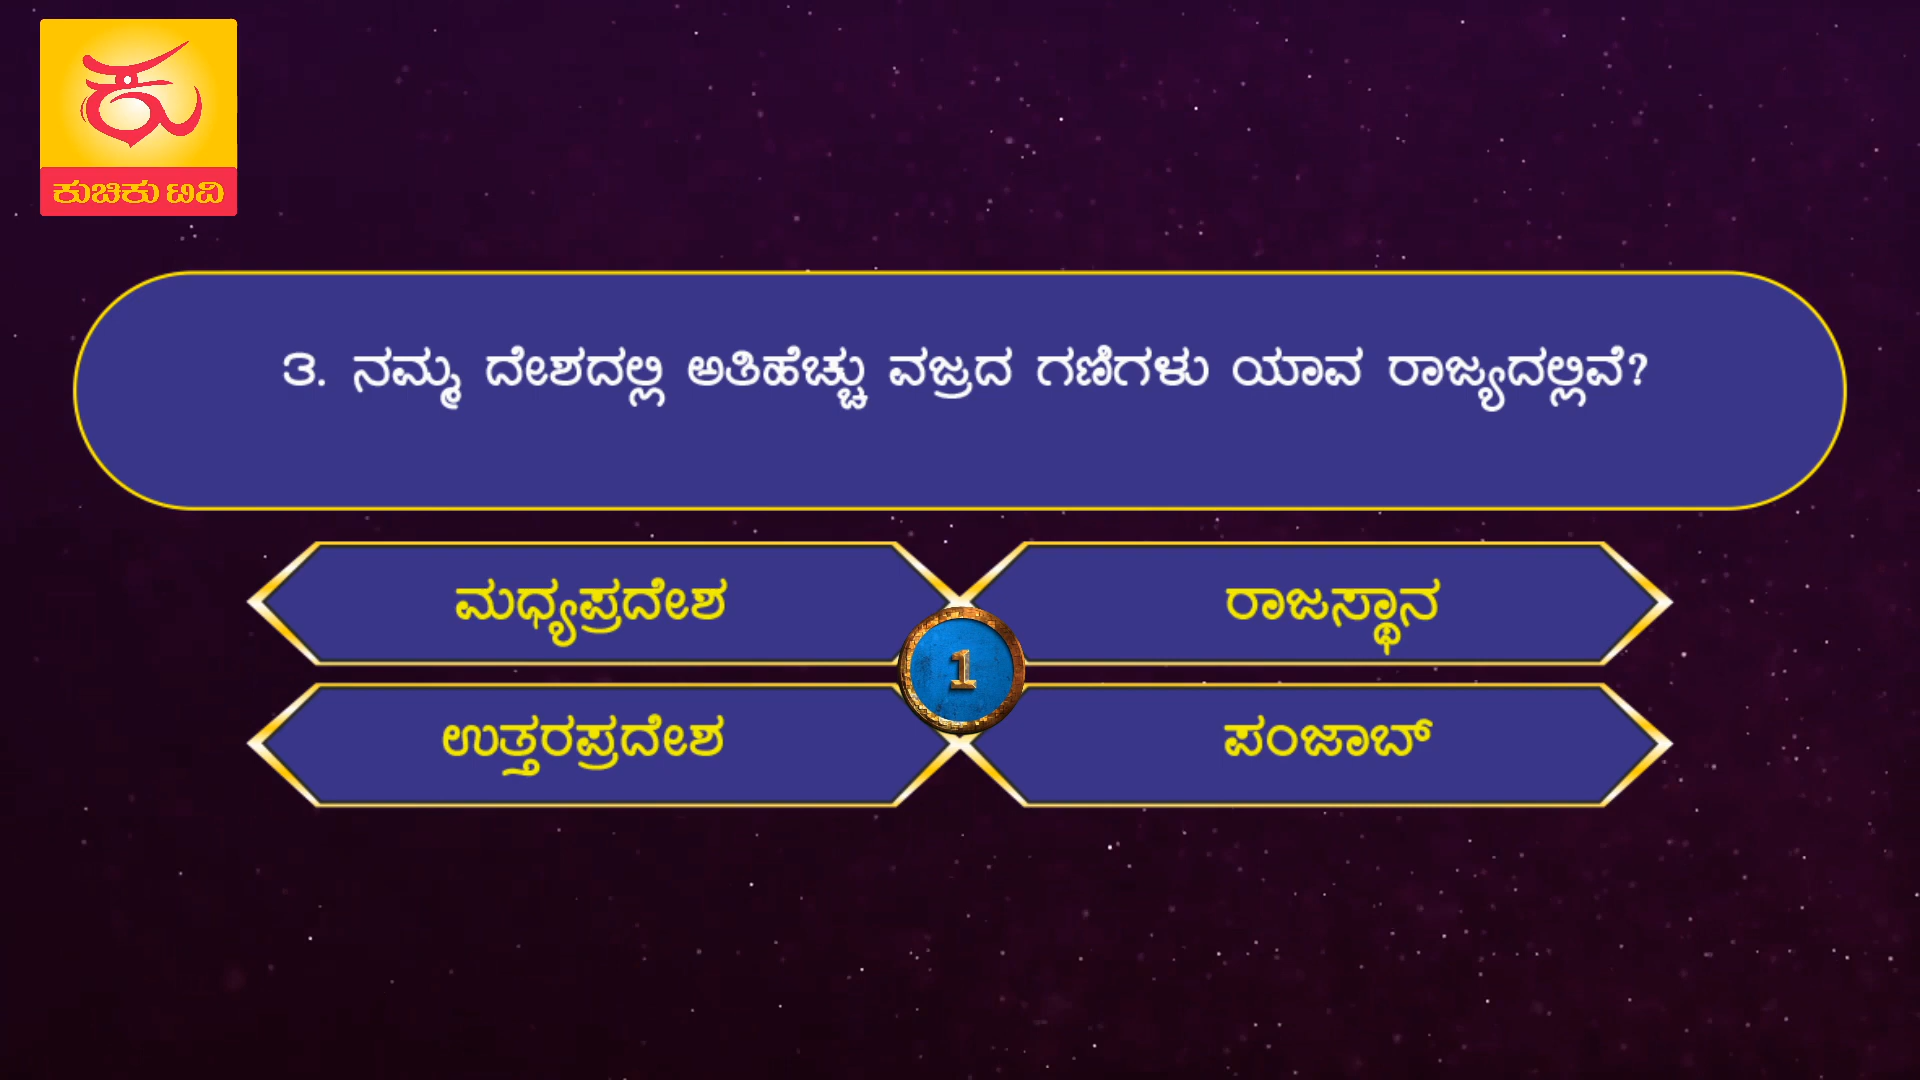 ಕು
ಕುಚಿಕು ಟಿವಿ
೩. ನಮ್ಮ ದೇಶದಲ್ಲಿ ಅತಿಹೆಚ್ಚು ವಜ್ರದ ಗಣಿಗಳು ಯಾವ ರಾಜ್ಯದಲ್ಲಿವೆ?
ಮಧ್ಯಪ್ರದೇಶ
ರಾಜಸ್ಥಾನ
1
ಉತ್ತರಪ್ರದೇಶ
ಪಂಜಾಬ್